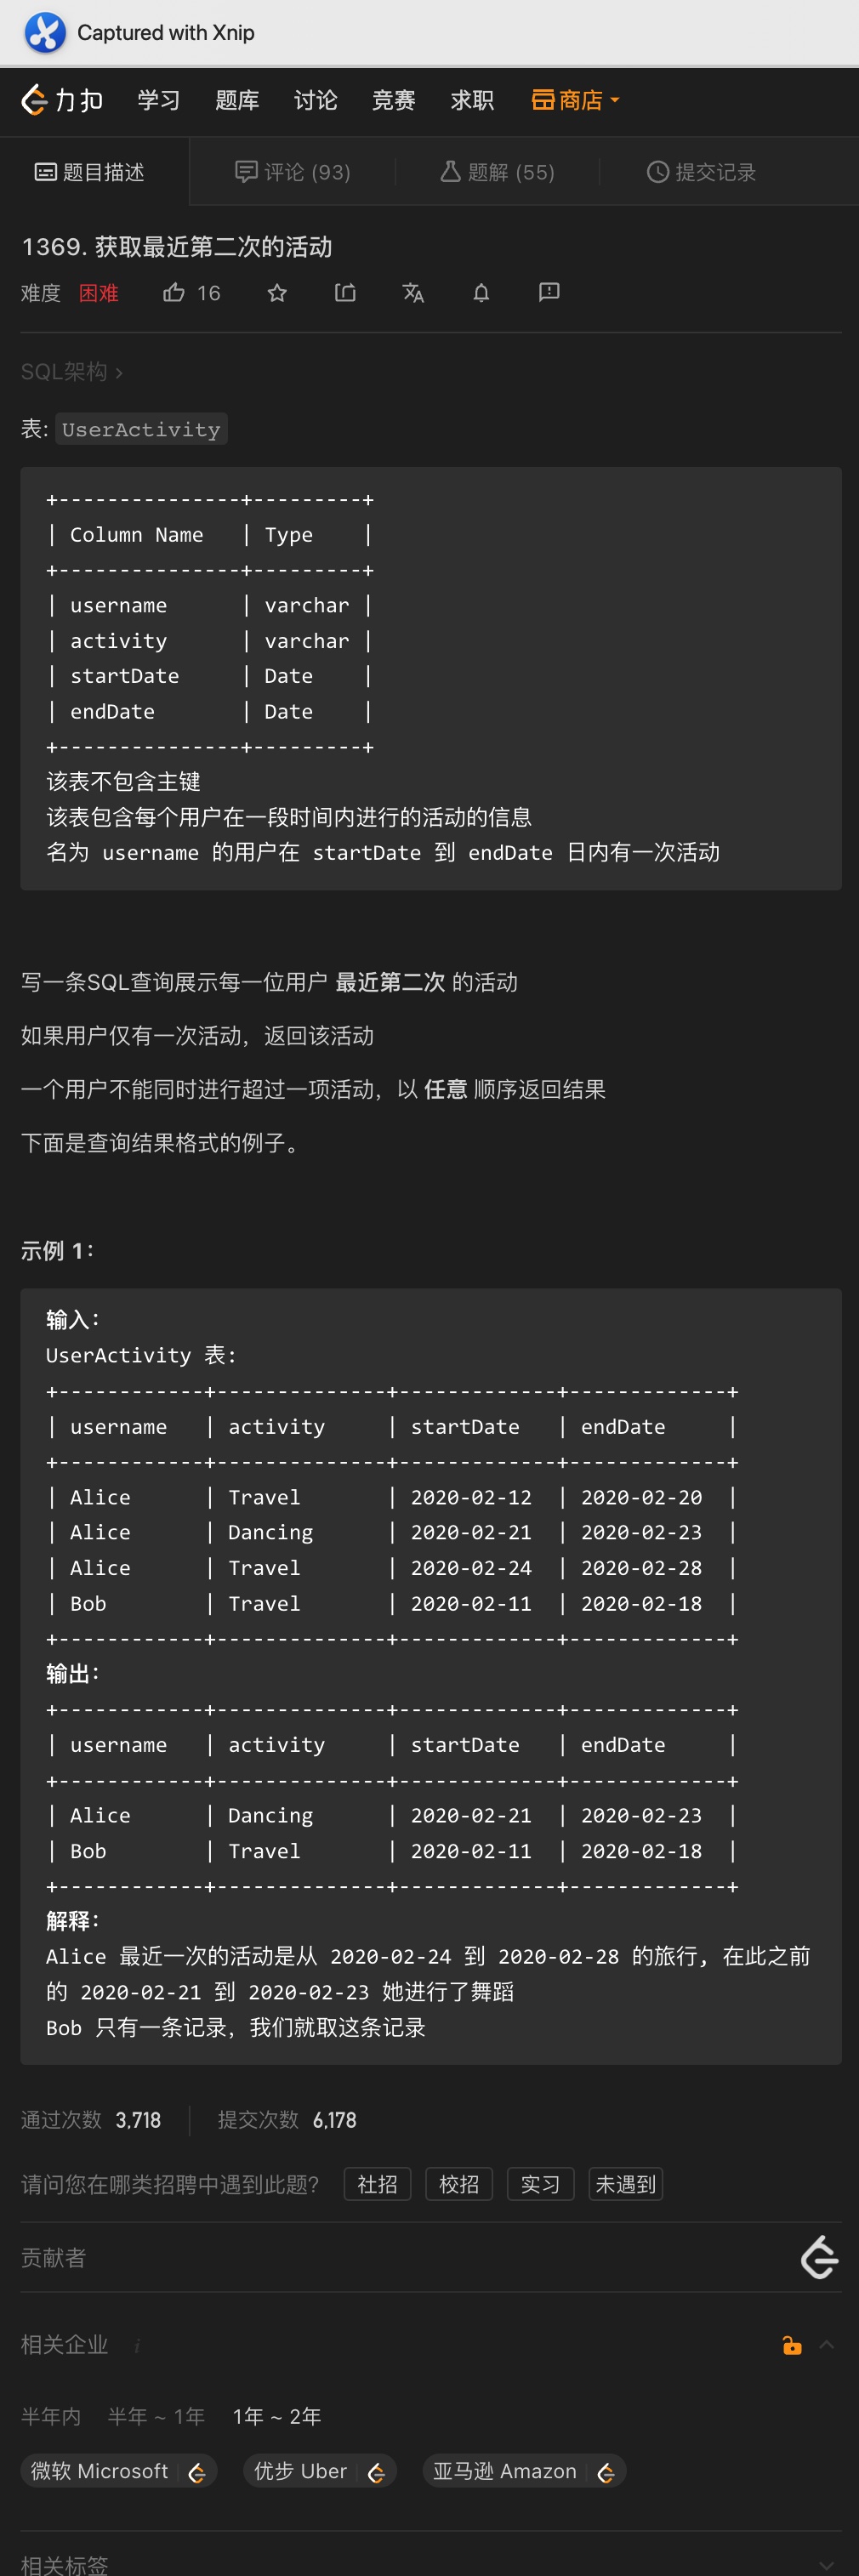 Captured with Xnip
力扣 学习 题库 讨论 竞赛 求职 商店
题目描述 评论 (93) 题解 (55) 提交记录
1369. 获取最近第二次的活动
难度 困难 16
SQL架构 >
表: UserActivity
+---------------+---------+
| Column Name   | Type    |
+---------------+---------+
| username      | varchar |
| activity      | varchar |
| startDate     | Date    |
| endDate       | Date    |
+---------------+---------+
该表不包含主键
该表包含每个用户在一段时间内进行的活动的信息
名为 username 的用户在 startDate 到 endDate 日内有一次活动
写一条SQL查询展示每一位用户 最近第二次 的活动
如果用户仅有一次活动，返回该活动
一个用户不能同时进行超过一项活动，以 任意 顺序返回结果
下面是查询结果格式的例子。
示例 1：
输入：
UserActivity 表:
+------------+--------------+-------------+-------------+
| username   | activity     | startDate   | endDate     |
+------------+--------------+-------------+-------------+
| Alice      | Travel       | 2020-02-12  | 2020-02-20  |
| Alice      | Dancing      | 2020-02-21  | 2020-02-23  |
| Alice      | Travel       | 2020-02-24  | 2020-02-28  |
| Bob        | Travel       | 2020-02-11  | 2020-02-18  |
+------------+--------------+-------------+-------------+
输出：
+------------+--------------+-------------+-------------+
| username   | activity     | startDate   | endDate     |
+------------+--------------+-------------+-------------+
| Alice      | Dancing      | 2020-02-21  | 2020-02-23  |
| Bob        | Travel       | 2020-02-11  | 2020-02-18  |
+------------+--------------+-------------+-------------+
解释：
Alice 最近一次的活动是从 2020-02-24 到 2020-02-28 的旅行, 在此之前
的 2020-02-21 到 2020-02-23 她进行了舞蹈
Bob 只有一条记录，我们就取这条记录
通过次数 3,718 提交次数 6,178
请问您在哪类招聘中遇到此题？ 社招 校招 实习 未遇到
贡献者
相关企业 i
半年内 半年 ~ 1年 1年 ~ 2年
微软 Microsoft 优步 Uber 亚马逊 Amazon
相关标签